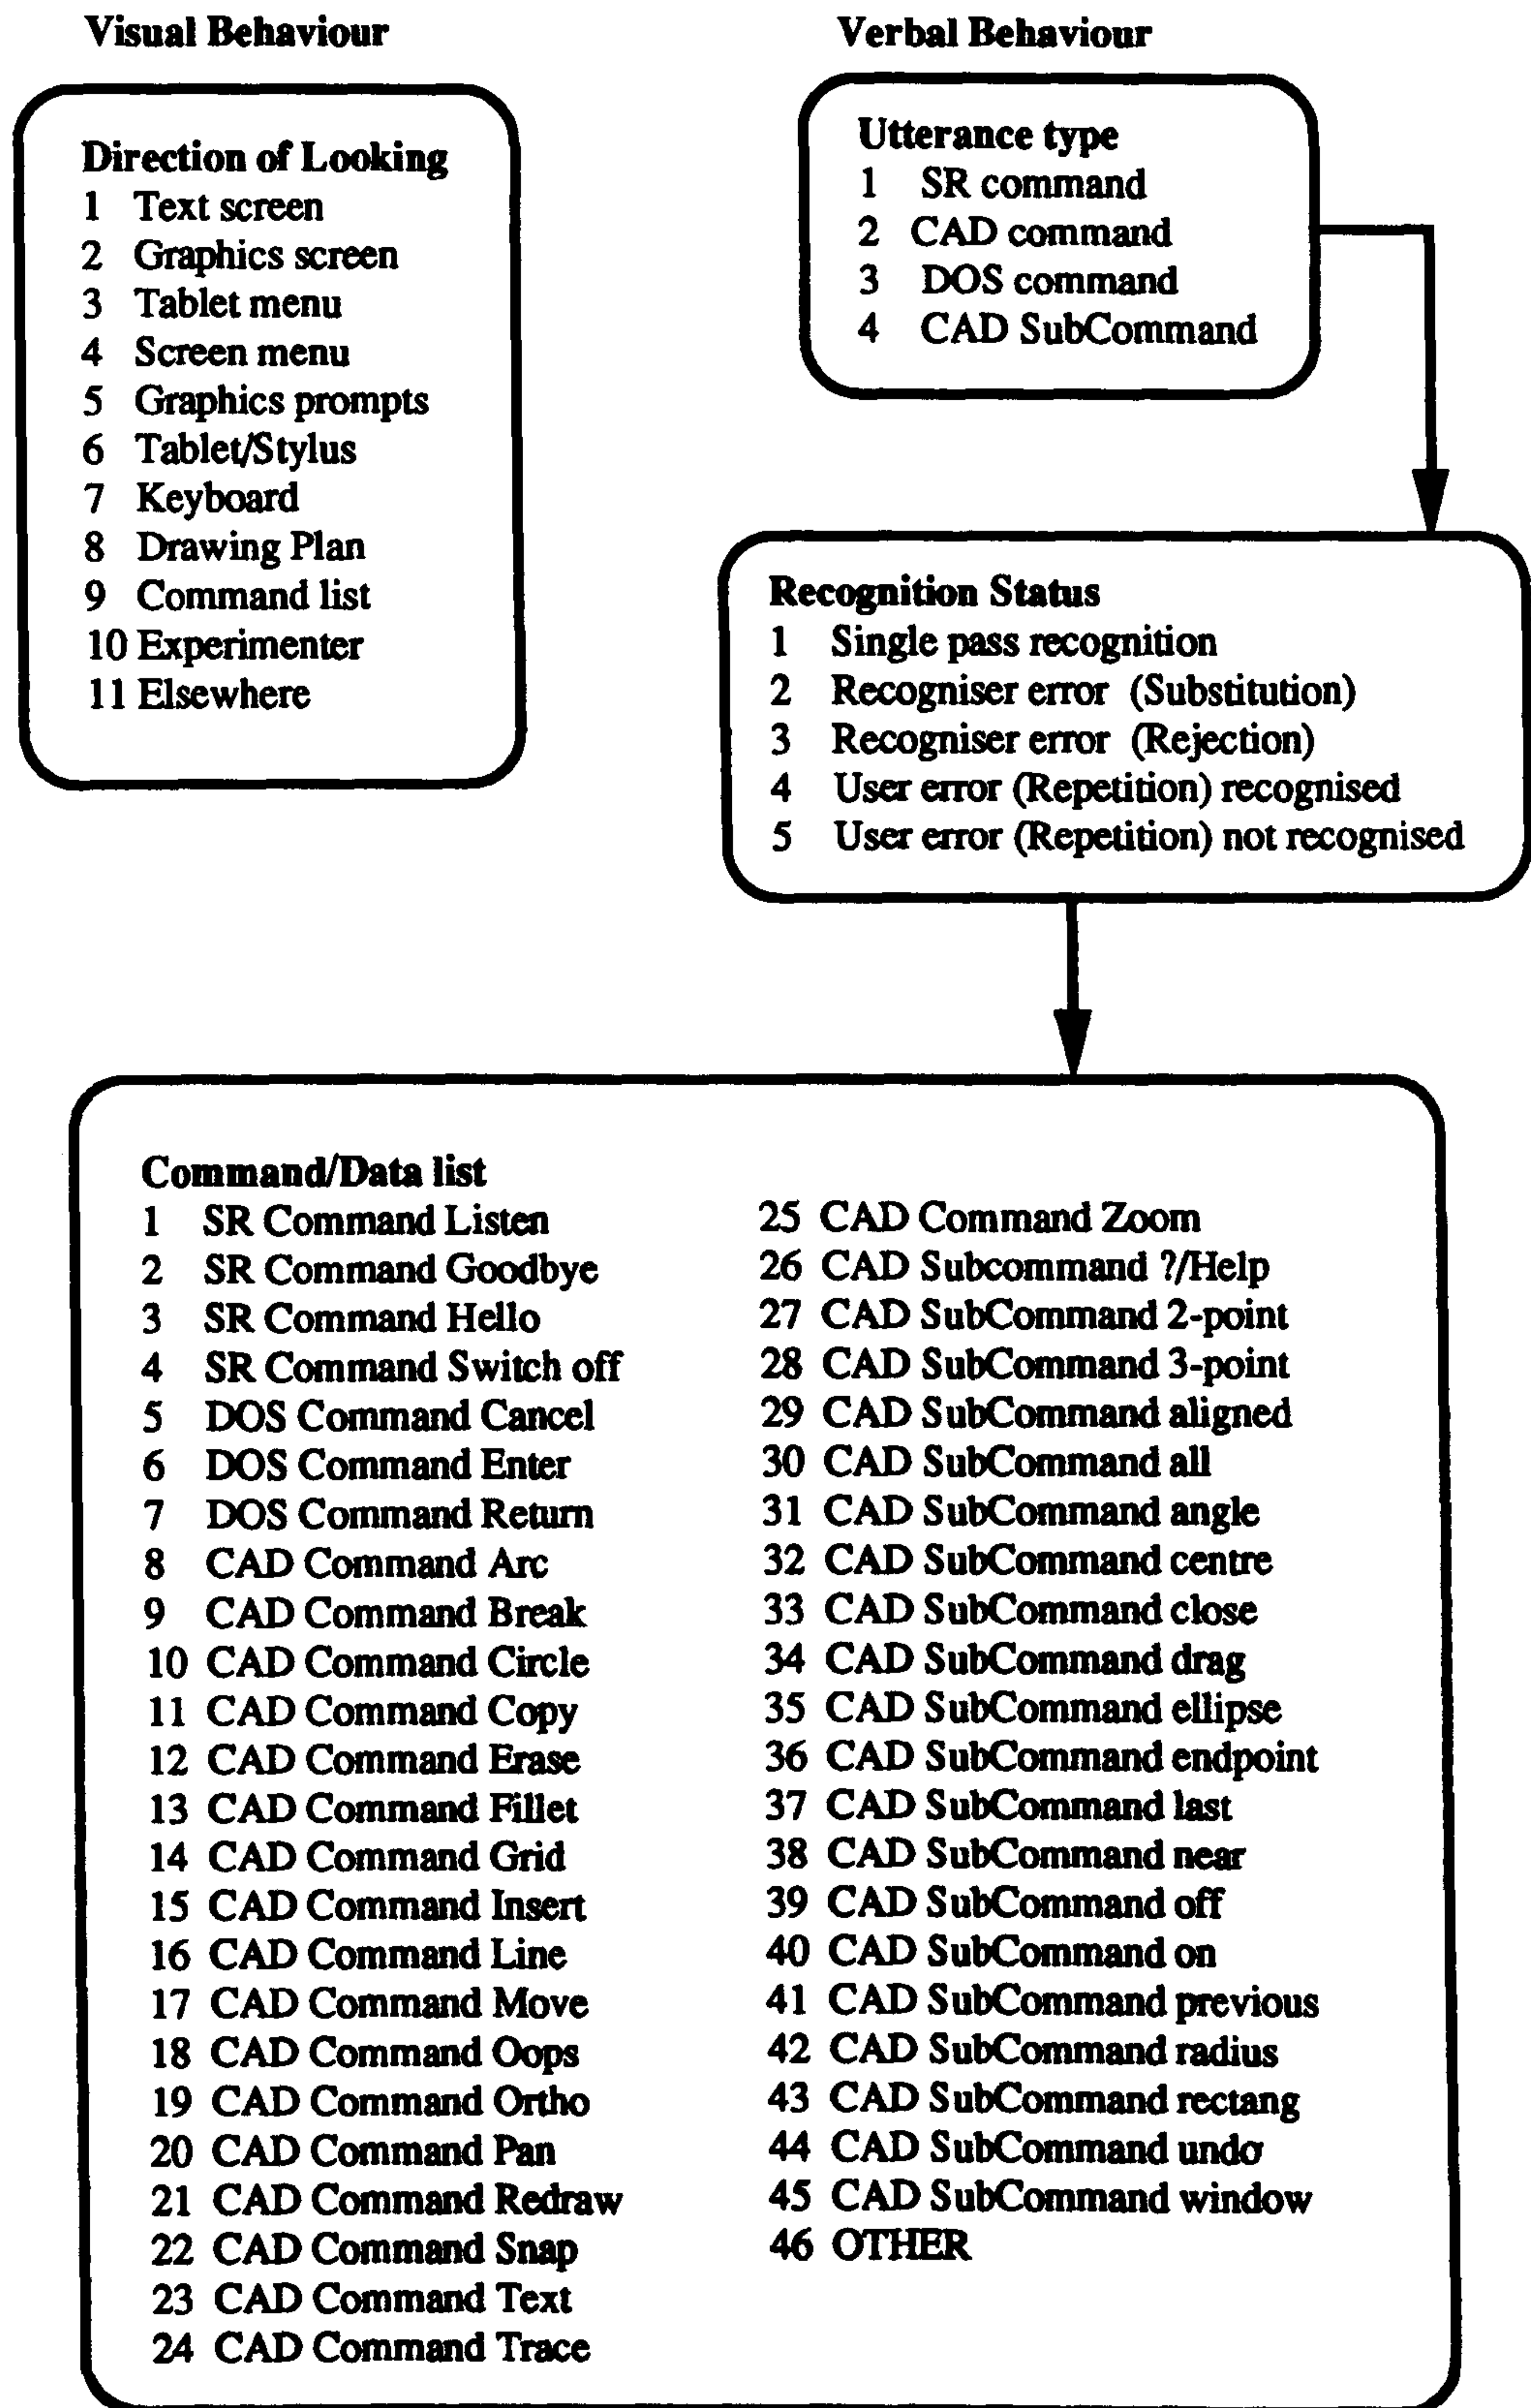 Visual Behaviour
Direction of Looking
1 Text screen
2 Graphics screen
3 Tablet menu
4 Screen menu
5 Graphics prompts
6 Tablet/Stylus
7 Keyboard
8 Drawing Plan
9 Command list
10 Experimenter
11 Elsewhere
Verbal Behaviour
Utterance type
1 SR command
2 CAD command
3 DOS command
4 CAD SubCommand
Recognition Status
1 Single pass recognition
2 Recogniser error (Substitution)
3 Recogniser error (Rejection)
4 User error (Repetition) recognised
5 User error (Repetition) not recognised
Command/Data list
1 SR Command Listen
2 SR Command Goodbye
3 SR Command Hello
4 SR Command Switch off
5 DOS Command Cancel
6 DOS Command Enter
7 DOS Command Return
8 CAD Command Arc
9 CAD Command Break
10 CAD Command Circle
11 CAD Command Copy
12 CAD Command Erase
13 CAD Command Fillet
14 CAD Command Grid
15 CAD Command Insert
16 CAD Command Line
17 CAD Command Move
18 CAD Command Oops
19 CAD Command Ortho
20 CAD Command Pan
21 CAD Command Redraw
22 CAD Command Snap
23 CAD Command Text
24 CAD Command Trace
25 CAD Command Zoom
26 CAD Subcommand ?/Help
27 CAD SubCommand 2-point
28 CAD SubCommand 3-point
29 CAD SubCommand aligned
30 CAD SubCommand all
31 CAD SubCommand angle
32 CAD SubCommand centre
33 CAD SubCommand close
34 CAD SubCommand drag
35 CAD SubCommand ellipse
36 CAD SubCommand endpoint
37 CAD SubCommand last
38 CAD SubCommand near
39 CAD SubCommand off
40 CAD SubCommand on
41 CAD SubCommand previous
42 CAD SubCommand radius
43 CAD SubCommand rectang
44 CAD SubCommand undo
45 CAD SubCommand window
46 OTHER